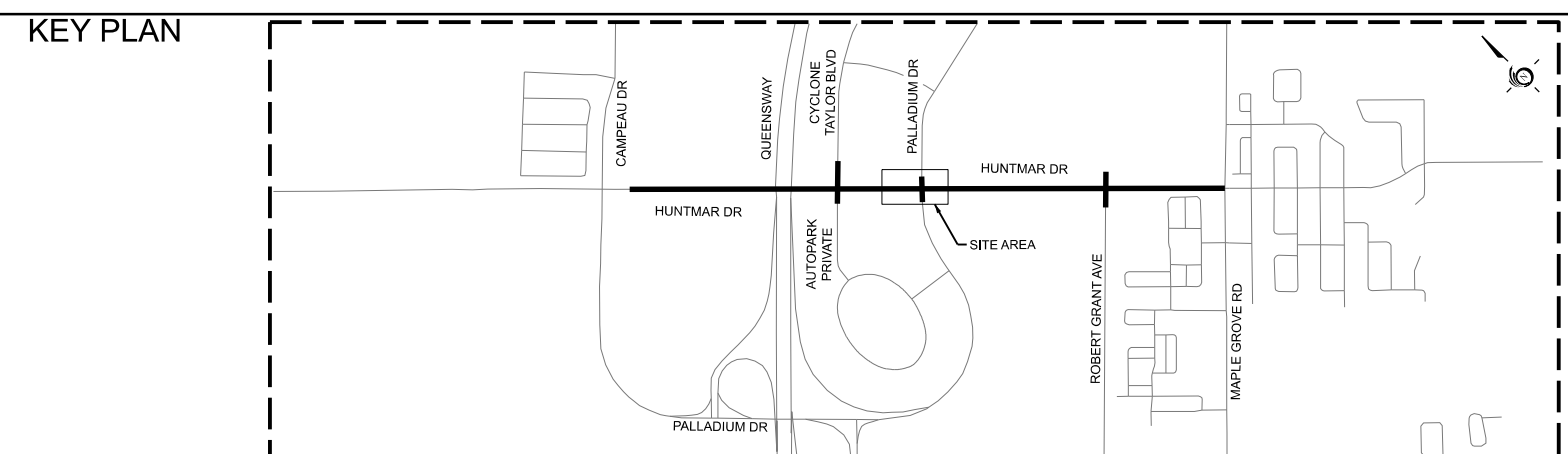 KEY PLAN
CAMPEAU DR
QUEENSWAY
CYCLONE
TAYLOR BLVD
PALLADIUM DR
HUNTMAR DR
HUNTMAR DR
SITE AREA
AUTOPARK
PRIVATE
ROBERT GRANT AVE
MAPLE GROVE RD
PALLADIUM DR